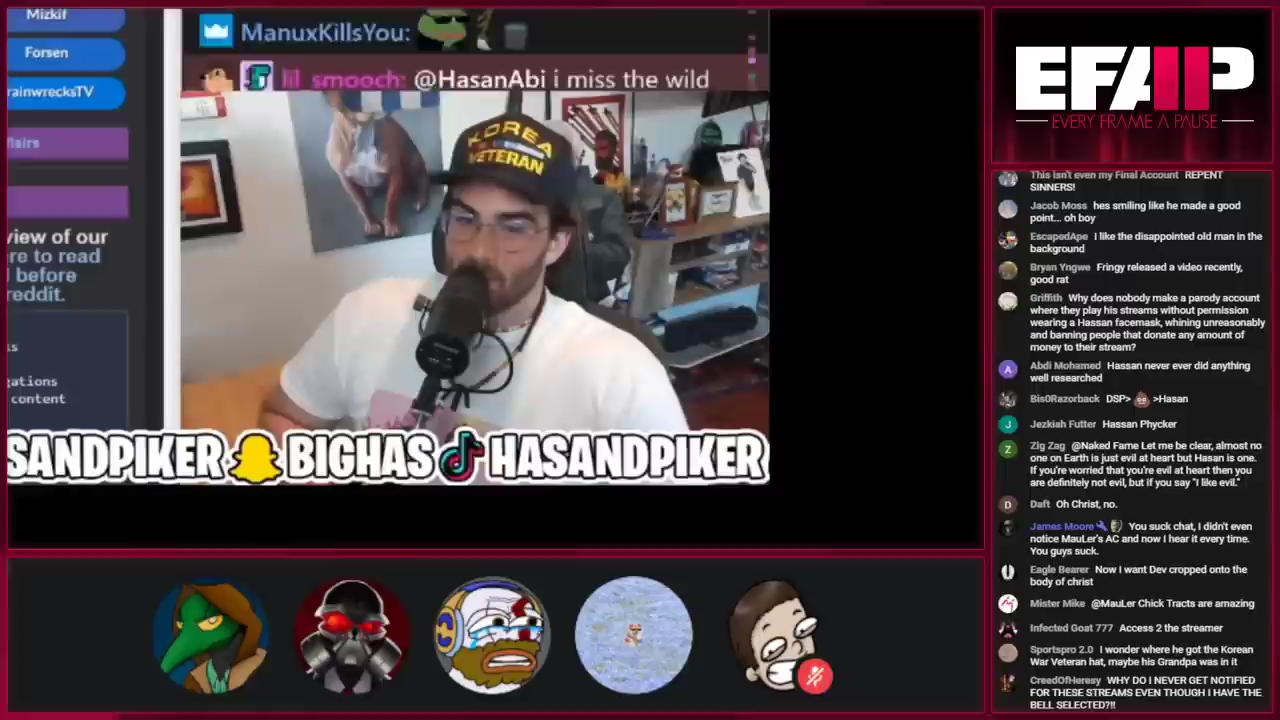 Mizkif
Forsen
rainwrecksTV
ffairs
view of our
re to read
before
reddit.
gations
content
ManuxKillsYou:
lil_smooch: @HasanAbi i miss the wild
KOREA
VETERAN
SANDPIKER BIGHAS HASANDPIKER
EFAP
EVERY FRAME A PAUSE
This isn't even my Final Account REPENT
SINNERS!
Jacob Moss hes smiling like he made a good
point... oh boy
EscapedApe I like the disappointed old man in the
background
Bryan Yngwe Fringy released a video recently,
good rat
Griffith Why does nobody make a parody account
where they play his streams without permission
wearing a Hassan facemask, whining unreasonably
and banning people that donate any amount of
money to their stream?
A
Abdi Mohamed Hassan never ever did anything
well researched
Bis0Razorback DSP> 💩 >Hasan
J
Jezkiah Futter Hassan Phycker
Z
Zig Zag @Naked Fame Let me be clear, almost no
one on Earth is just evil at heart but Hasan is one.
If you're worried that you're evil at heart then you
are definitely not evil, but if you say "I like evil."
D
Daft Oh Christ, no.
James Moore You suck chat, I didn't even
notice MauLer's AC and now I hear it every time.
You guys suck.
Eagle Bearer Now I want Dev cropped onto the
body of christ
Mister Mike @MauLer Chick Tracts are amazing
Infected Goat 777 Access 2 the streamer
Sportspro 2.0 I wonder where he got the Korean
War Veteran hat, maybe his Grandpa was in it
CreedOfHeresy WHY DO I NEVER GET NOTIFIED
FOR THESE STREAMS EVEN THOUGH I HAVE THE
BELL SELECTED?!!